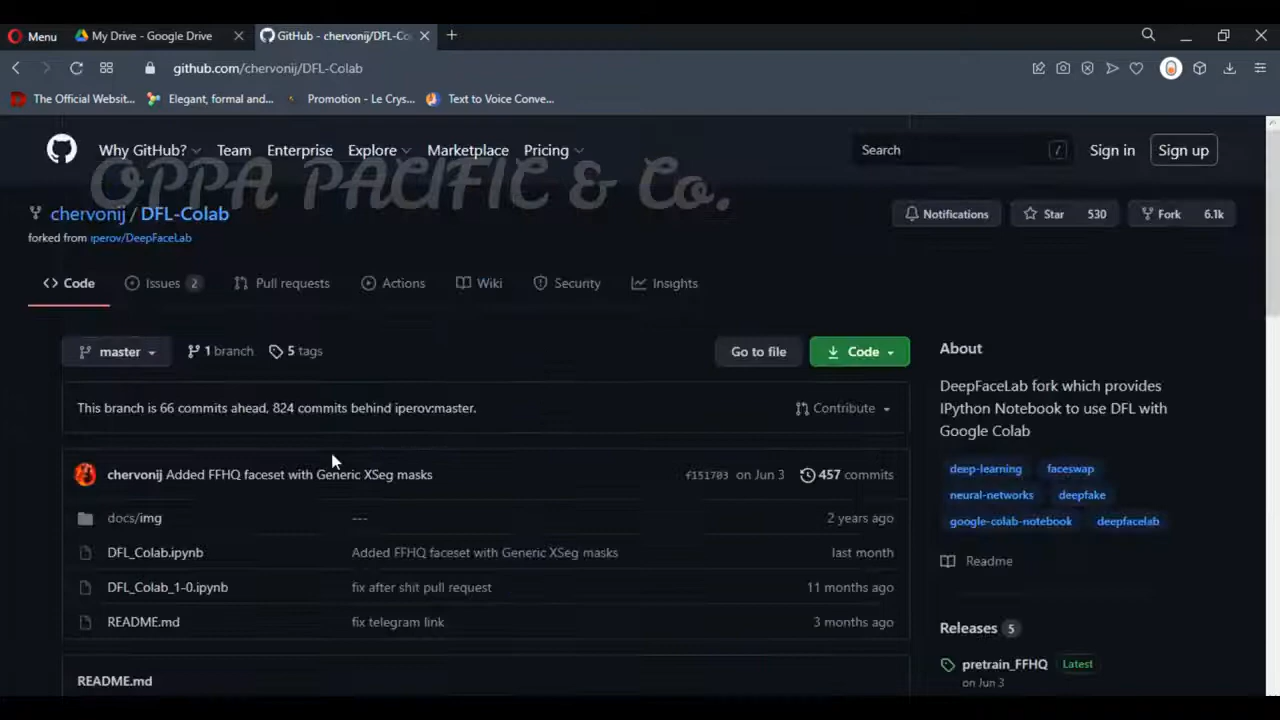 Menu My Drive - Google Drive GitHub - chervonij/DFL-Co
github.com/chervonij/DFL-Colab
The Official Websit... Elegant, formal and... Promotion - Le Crys... Text to Voice Conve...
Why GitHub? Team Enterprise Explore Marketplace Pricing Search / Sign in Sign up
OPPA PACIFIC & Co.
chervonij / DFL-Colab Notifications Star 530 Fork 6.1k
forked from iperov/DeepFaceLab
Code Issues 2 Pull requests Actions Wiki Security Insights
master 1 branch 5 tags Go to file Code
This branch is 66 commits ahead, 824 commits behind iperov:master. Contribute
chervonij Added FFHQ faceset with Generic XSeg masks f151703 on Jun 3 457 commits
docs/img --- 2 years ago
DFL_Colab.ipynb Added FFHQ faceset with Generic XSeg masks last month
DFL_Colab_1-0.ipynb fix after shit pull request 11 months ago
README.md fix telegram link 3 months ago
README.md
About
DeepFaceLab fork which provides
IPython Notebook to use DFL with
Google Colab
deep-learning faceswap
neural-networks deepfake
google-colab-notebook deepfacelab
Readme
Releases 5
pretrain_FFHQ Latest
on Jun 3